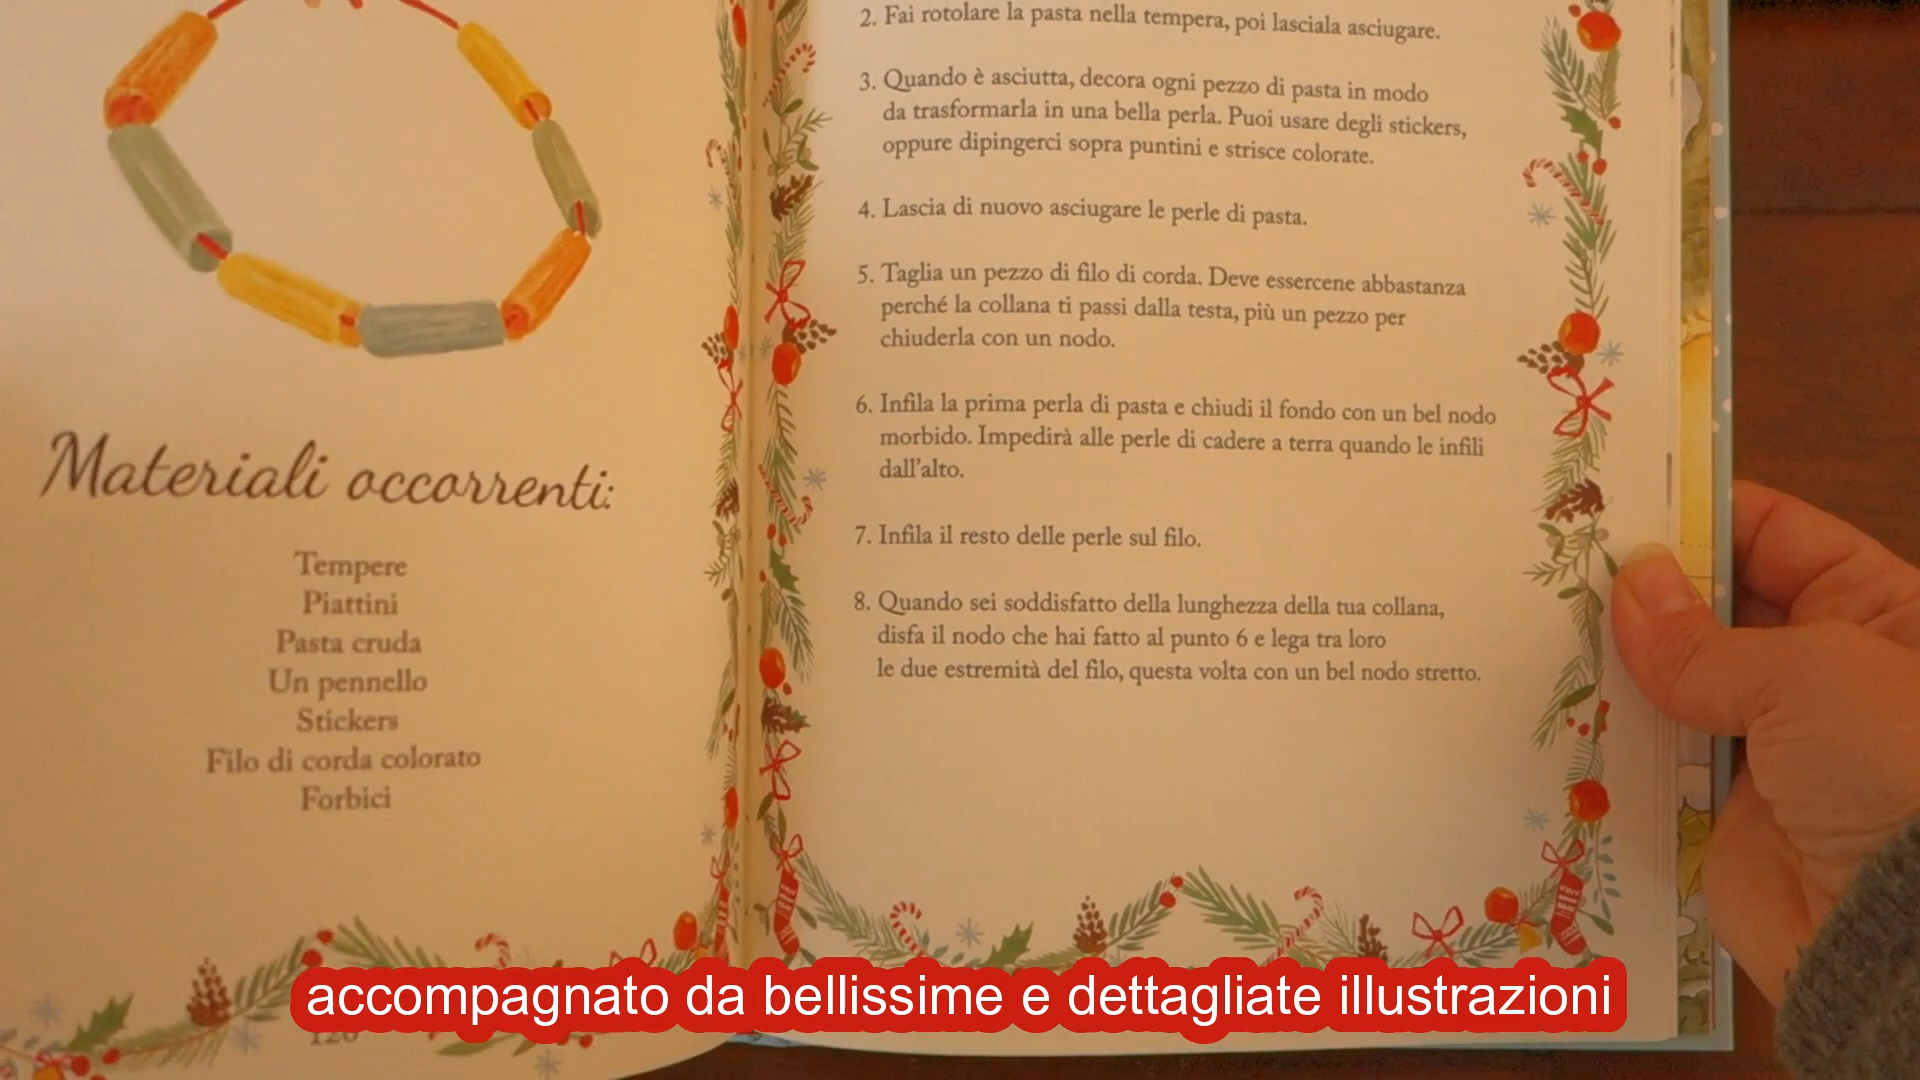 Materiali occorrenti:
Tempere
Piattini
Pasta cruda
Un pennello
Stickers
Filo di corda colorato
Forbici
2. Fai rotolare la pasta nella tempera, poi lasciala asciugare.
3. Quando è asciutta, decora ogni pezzo di pasta in modo
da trasformarla in una bella perla. Puoi usare degli stickers,
oppure dipingerci sopra puntini e strisce colorate.
4. Lascia di nuovo asciugare le perle di pasta.
5. Taglia un pezzo di filo di corda. Deve essercene abbastanza
perché la collana ti passi dalla testa, più un pezzo per
chiuderla con un nodo.
6. Infila la prima perla di pasta e chiudi il fondo con un bel nodo
morbido. Impedirà alle perle di cadere a terra quando le infili
dall'alto.
7. Infila il resto delle perle sul filo.
8. Quando sei soddisfatto della lunghezza della tua collana,
disfa il nodo che hai fatto al punto 6 e lega tra loro
le due estremità del filo, questa volta con un bel nodo stretto.
accompagnato da bellissime e dettagliate illustrazioni